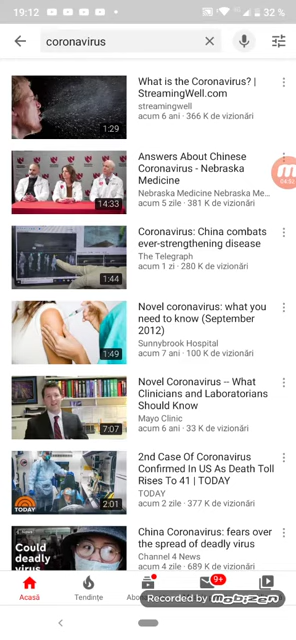 19:12
32 %
coronavirus
What is the Coronavirus? |
StreamingWell.com
streamingwell
acum 6 ani · 366 K de vizionări
1:29
Answers About Chinese
Coronavirus - Nebraska
Medicine
Nebraska Medicine Nebraska Me...
acum 5 zile · 381 K de vizionări
14:33
Coronavirus: China combats
ever-strengthening disease
The Telegraph
acum 1 zi · 280 K de vizionări
1:44
Novel coronavirus: what you
need to know (September
2012)
Sunnybrook Hospital
acum 7 ani · 100 K de vizionări
1:49
Novel Coronavirus -- What
Clinicians and Laboratorians
Should Know
Mayo Clinic
acum 6 ani · 33 K de vizionări
7:07
2nd Case Of Coronavirus
Confirmed In US As Death Toll
Rises To 41 | TODAY
TODAY
acum 2 zile · 377 K de vizionări
TODAY
2:01
China Coronavirus: fears over
the spread of deadly virus
Channel 4 News
acum 4 zile · 689 K de vizionări
Could
deadly
virus
9+
Acasă
Tendințe
Recorded by mobizen